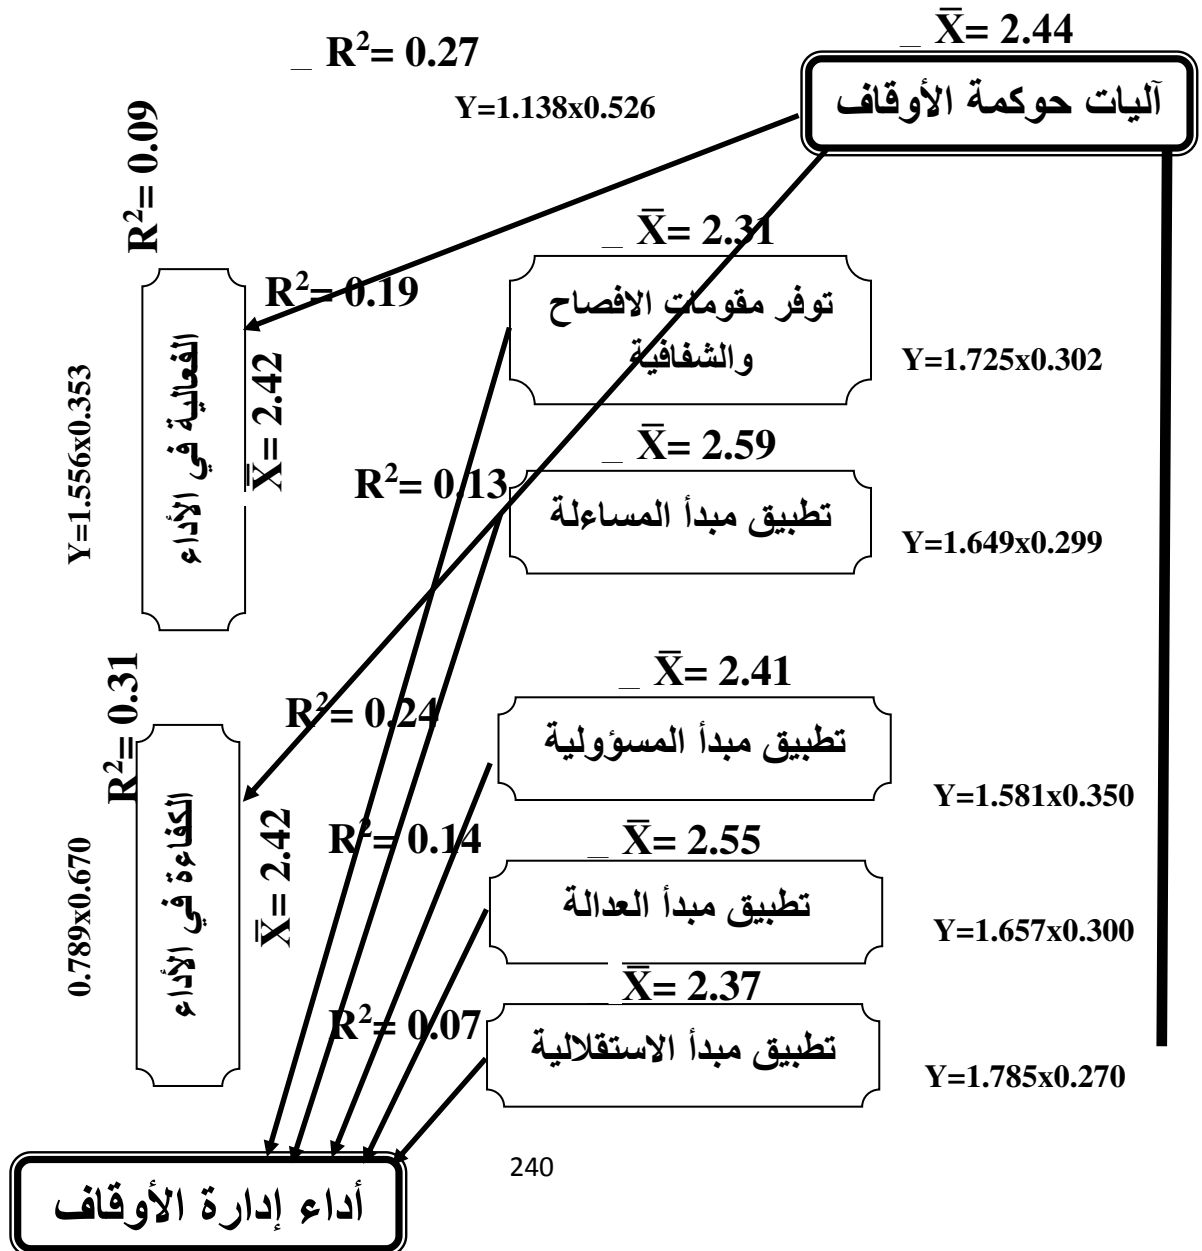 _ X̅= 2.44
_ R²= 0.27
آليات حوكمة الأوقاف
Y=1.138x0.526
R²= 0.09
_ X̅= 2.31
R²= 0.19
توفر مقومات الافصاح
والشفافية
Y=1.725x0.302
الفعالية في الأداء
X̅= 2.42
Y=1.556x0.353
_ X̅= 2.59
R²= 0.13
تطبيق مبدأ المساءلة
Y=1.649x0.299
R²= 0.31
_ X̅= 2.41
R²= 0.24
تطبيق مبدأ المسؤولية
Y=1.581x0.350
الكفاءة في الأداء
X̅= 2.42
0.789x0.670
_ X̅= 2.55
R²= 0.14
تطبيق مبدأ العدالة
Y=1.657x0.300
X̅= 2.37
R²= 0.07
تطبيق مبدأ الاستقلالية
Y=1.785x0.270
أداء إدارة الأوقاف
240